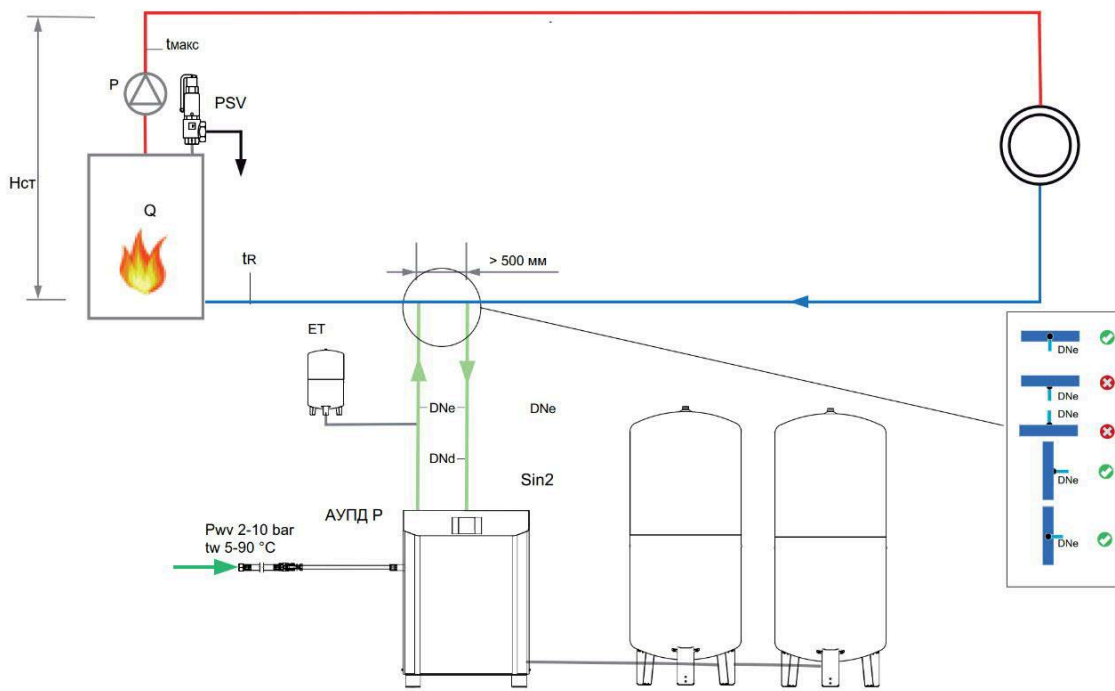 tмакс
P
PSV
Hст
Q
tR
> 500 мм
ET
DNe
DNe
DNd
Sin2
АУПД Р
Pwv 2-10 bar
tw 5-90 °C
DNe
DNe
DNe
DNe
DNe